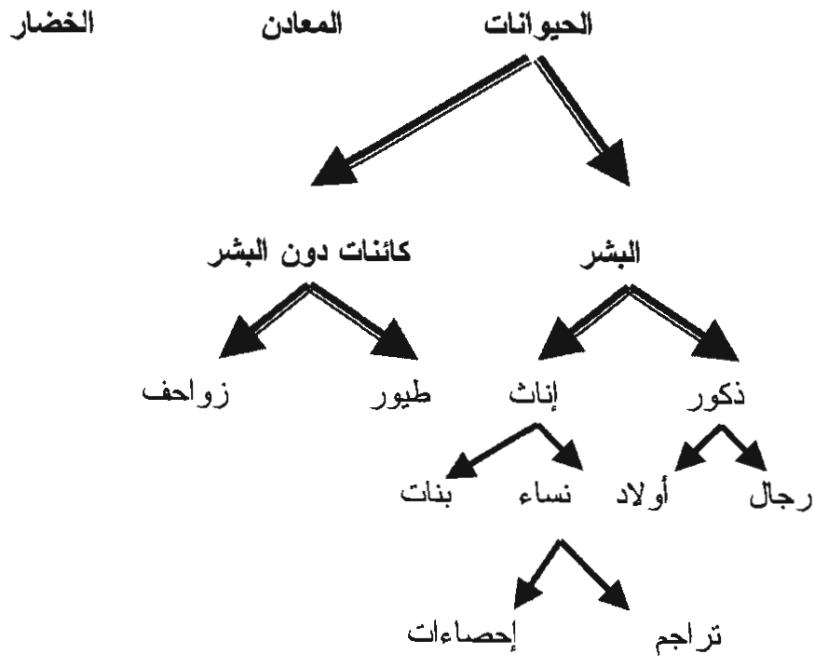 الحيوانات المعادن الخضار
البشر كائنات دون البشر
ذكور إناث طيور زواحف
رجال أولاد نساء بنات
تراجم إحصاءات